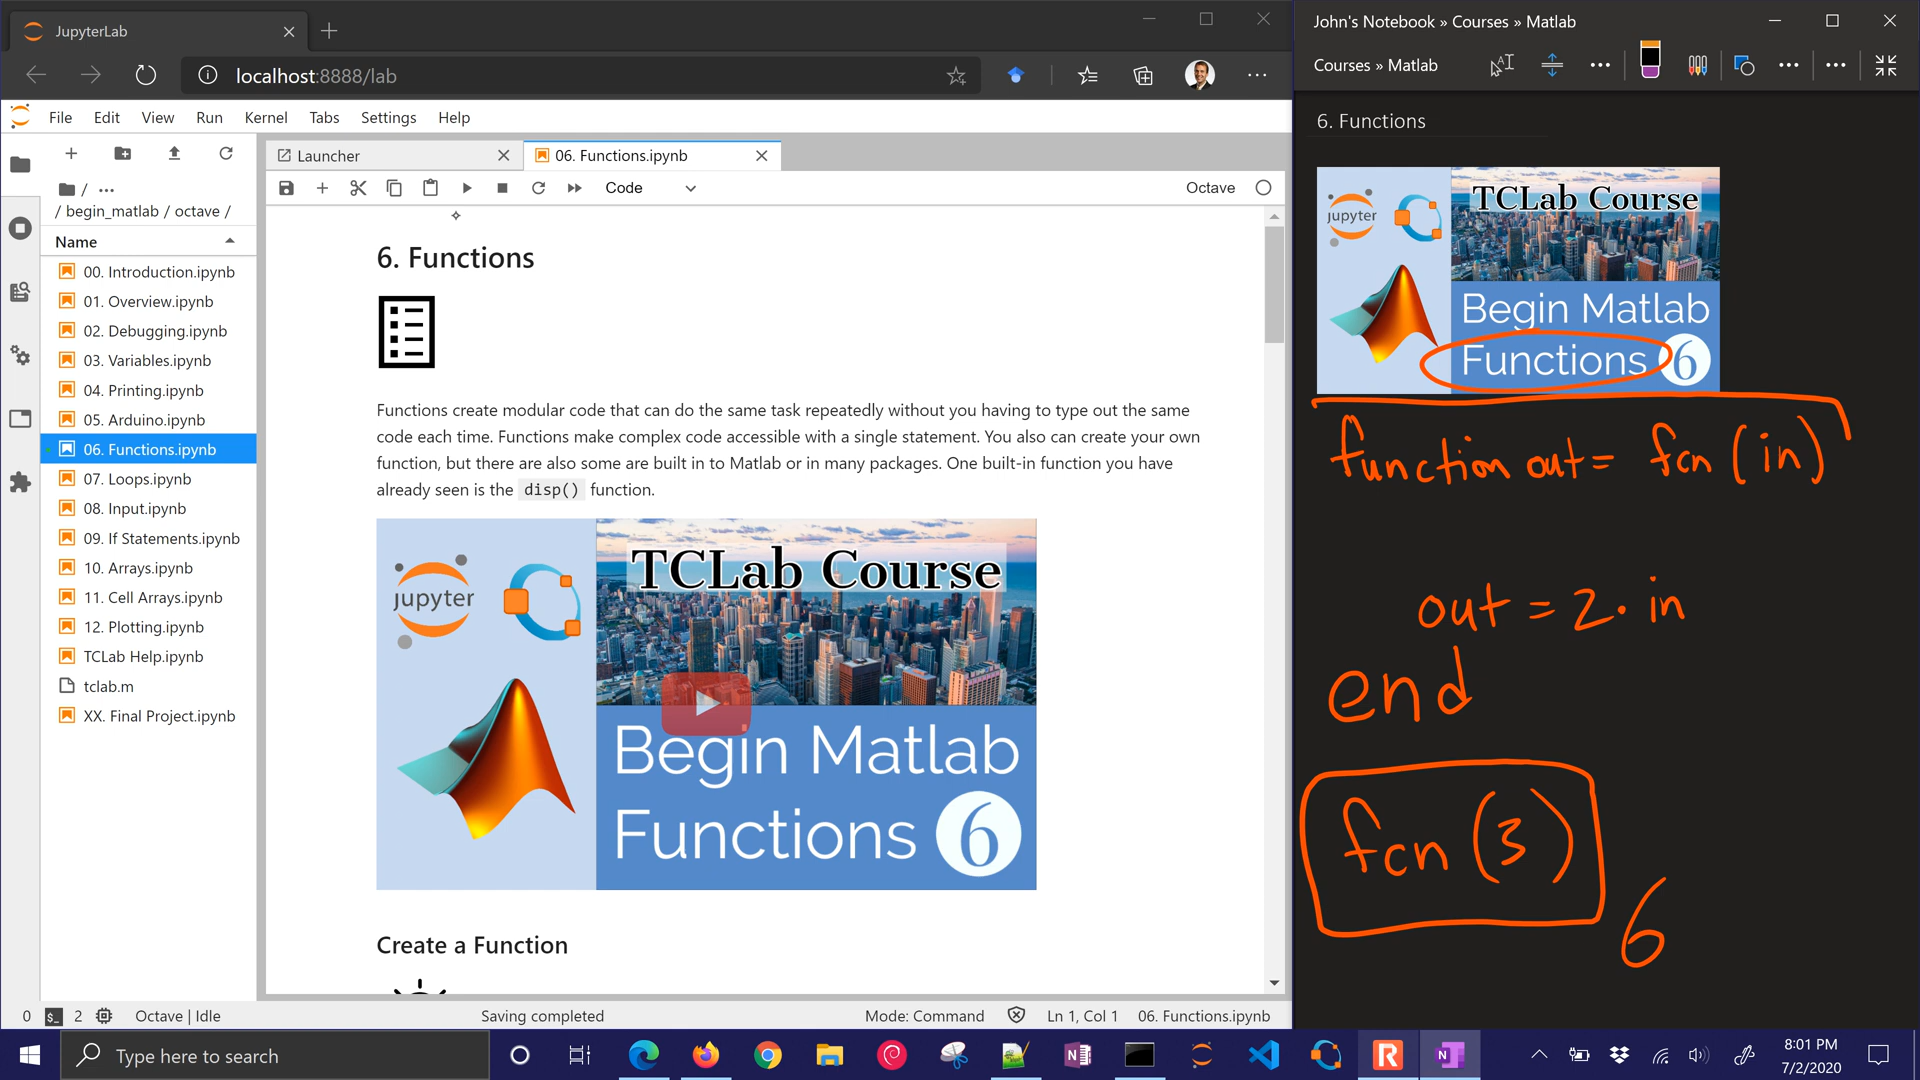 JupyterLab
localhost:8888/lab
File Edit View Run Kernel Tabs Settings Help
/ ...
/ begin_matlab / octave /
Name
00. Introduction.ipynb
01. Overview.ipynb
02. Debugging.ipynb
03. Variables.ipynb
04. Printing.ipynb
05. Arduino.ipynb
06. Functions.ipynb
07. Loops.ipynb
08. Input.ipynb
09. If Statements.ipynb
10. Arrays.ipynb
11. Cell Arrays.ipynb
12. Plotting.ipynb
TCLab Help.ipynb
tclab.m
XX. Final Project.ipynb
Launcher
06. Functions.ipynb
Code
Octave
6. Functions
Functions create modular code that can do the same task repeatedly without you having to type out the same
code each time. Functions make complex code accessible with a single statement. You also can create your own
function, but there are also some are built in to Matlab or in many packages. One built-in function you have
already seen is the disp() function.
jupyter
TCLab Course
Begin Matlab
Functions 6
Create a Function
0 $_ 2 Octave | Idle Saving completed Mode: Command Ln 1, Col 1 06. Functions.ipynb
John's Notebook » Courses » Matlab
Courses » Matlab
6. Functions
jupyter
TCLab Course
Begin Matlab
Functions 6
function out = fcn (in)
out = 2 · in
end
fcn (3)
6
Type here to search
8:01 PM
7/2/2020